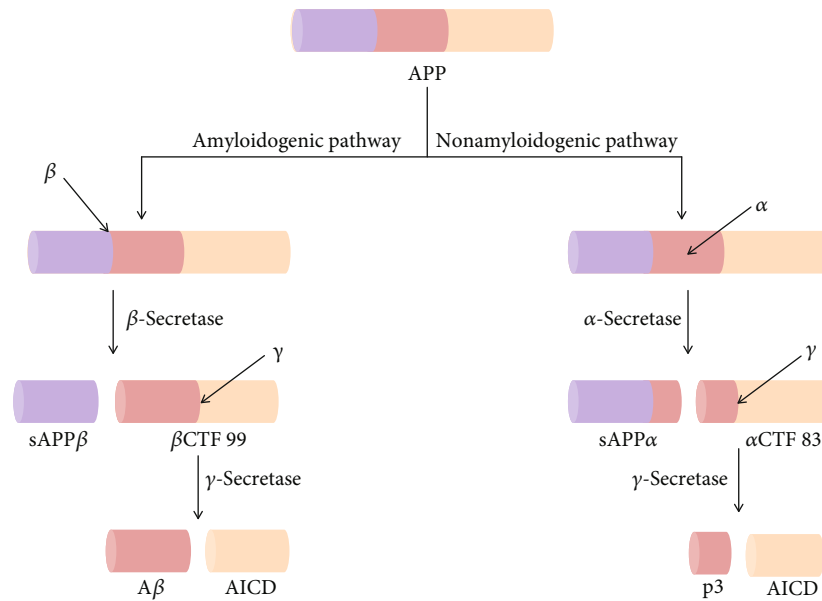 APP
Amyloidogenic pathway
Nonamyloidogenic pathway
β
α
β-Secretase
α-Secretase
γ
γ
sAPPβ
βCTF 99
sAPPα
αCTF 83
γ-Secretase
γ-Secretase
Aβ
AICD
p3
AICD